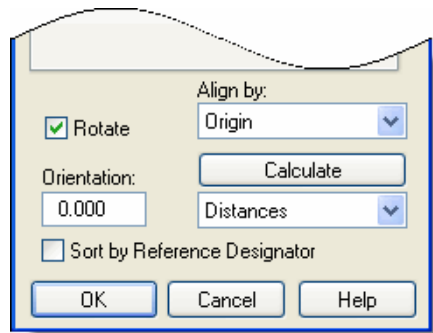 Align by:
Rotate
Origin
Calculate
Orientation:
0.000
Distances
Sort by Reference Designator
OK
Cancel
Help